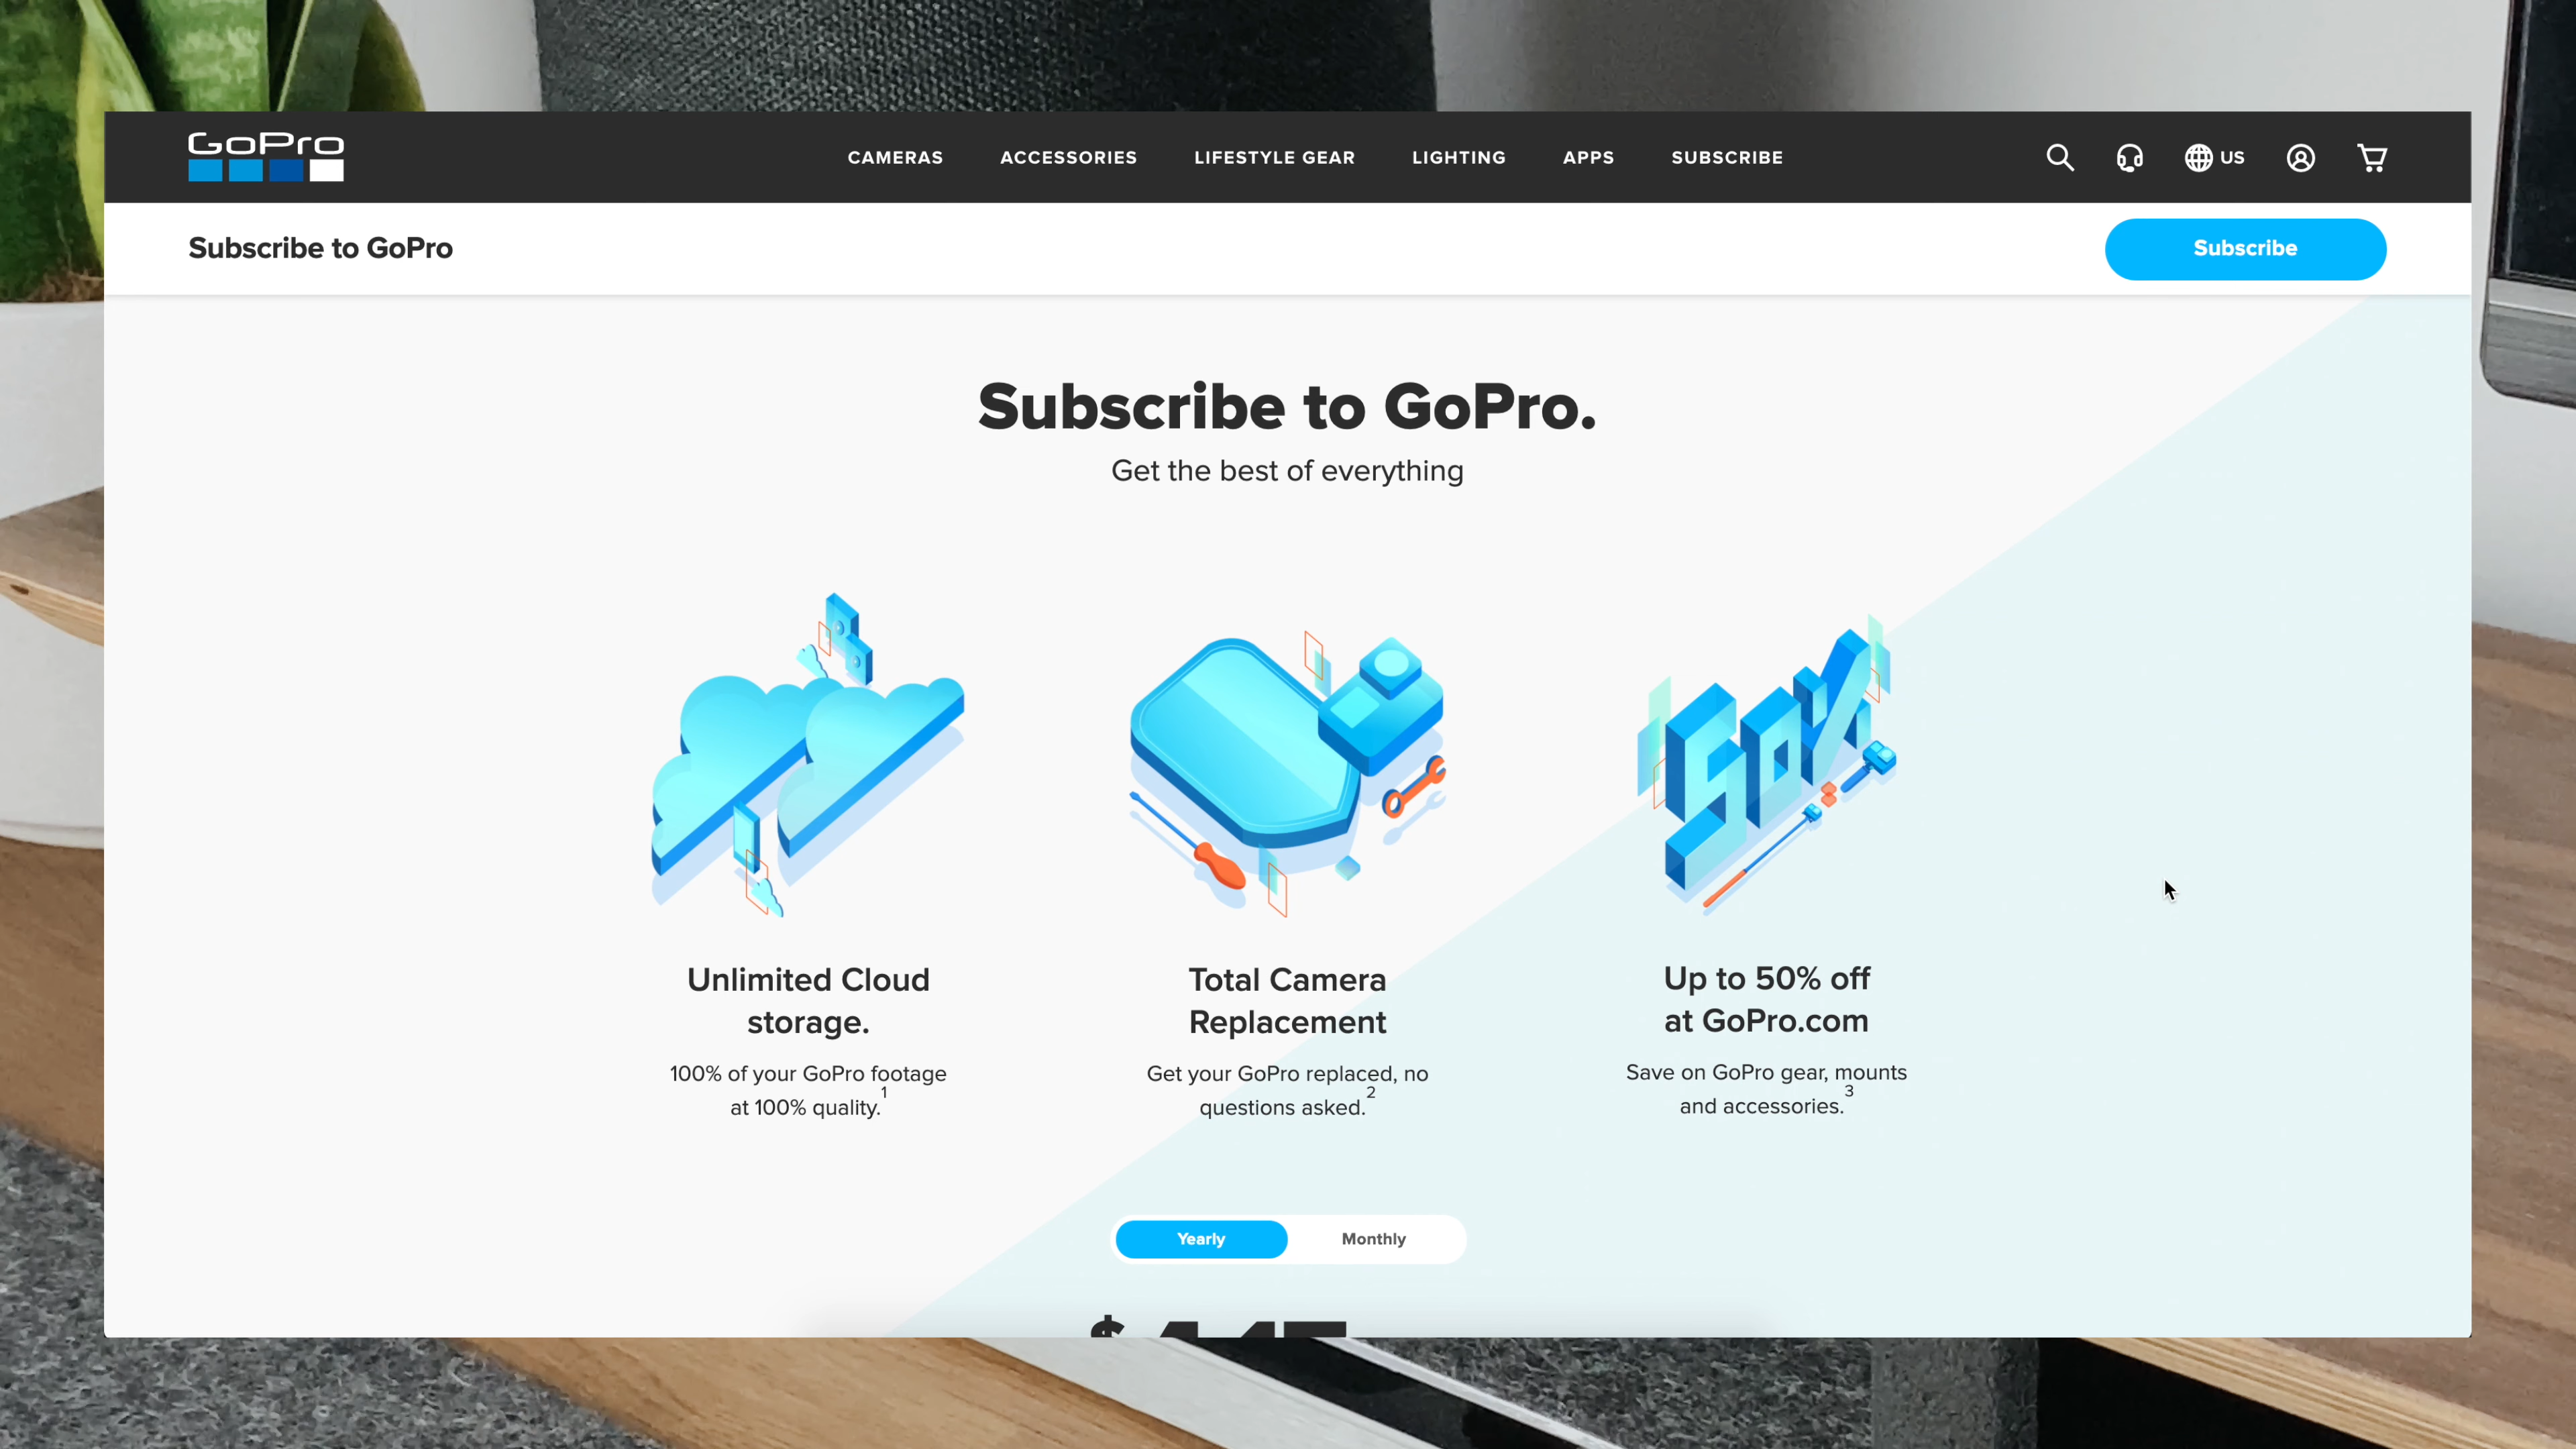 GoPro
CAMERAS ACCESSORIES LIFESTYLE GEAR LIGHTING APPS SUBSCRIBE US
Subscribe to GoPro Subscribe
Subscribe to GoPro.
Get the best of everything
50%
Unlimited Cloud
storage.
100% of your GoPro footage
at 100% quality.1
Total Camera
Replacement
Get your GoPro replaced, no
questions asked.2
Up to 50% off
at GoPro.com
Save on GoPro gear, mounts
and accessories.3
Yearly Monthly